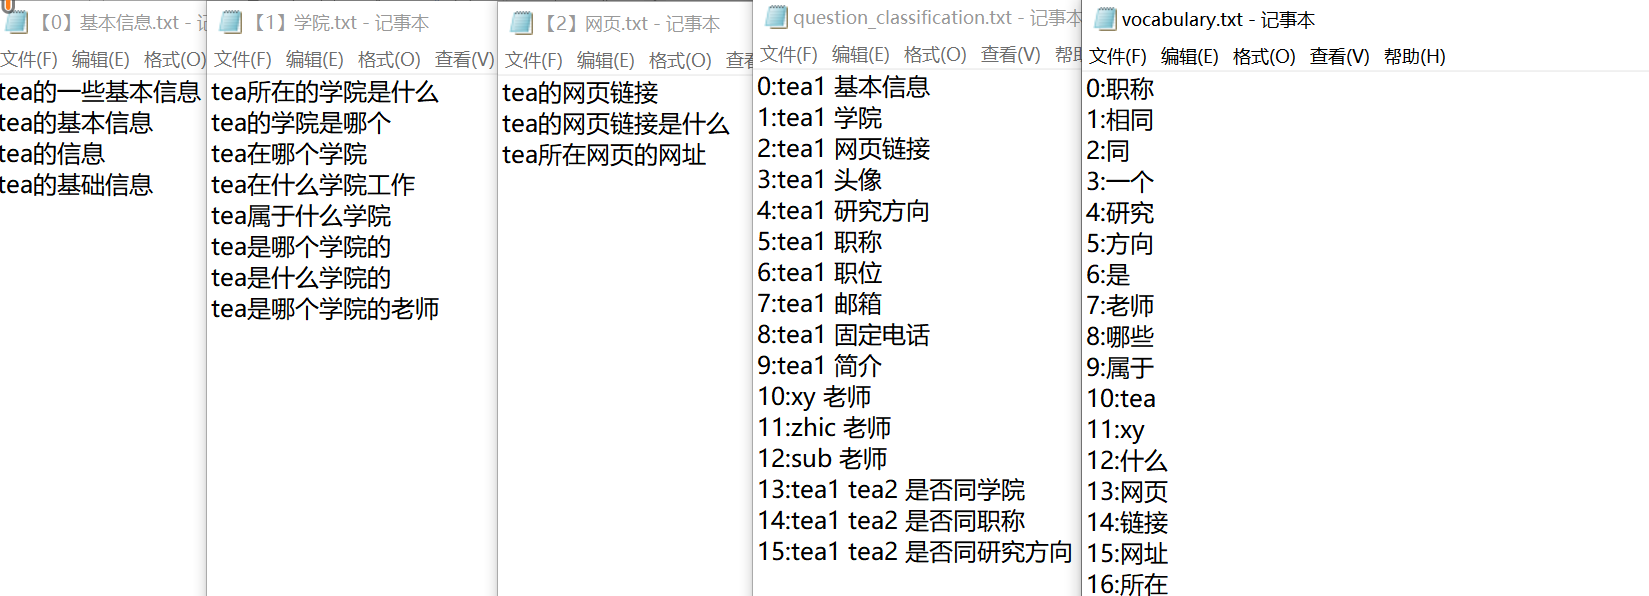 【0】基本信息.txt - 记
文件(F) 编辑(E) 格式(O)
tea的一些基本信息
tea的基本信息
tea的信息
tea的基础信息
【1】学院.txt - 记事本
文件(F) 编辑(E) 格式(O) 查看(V)
tea所在的学院是什么
tea的学院是哪个
tea在哪个学院
tea在什么学院工作
tea属于什么学院
tea是哪个学院的
tea是什么学院的
tea是哪个学院的老师
【2】网页.txt - 记事本
文件(F) 编辑(E) 格式(O) 查看
tea的网页链接
tea的网页链接是什么
tea所在网页的网址
question_classification.txt - 记事本
文件(F) 编辑(E) 格式(O) 查看(V) 帮助
0:tea1 基本信息
1:tea1 学院
2:tea1 网页链接
3:tea1 头像
4:tea1 研究方向
5:tea1 职称
6:tea1 职位
7:tea1 邮箱
8:tea1 固定电话
9:tea1 简介
10:xy 老师
11:zhic 老师
12:sub 老师
13:tea1 tea2 是否同学院
14:tea1 tea2 是否同职称
15:tea1 tea2 是否同研究方向
vocabulary.txt - 记事本
文件(F) 编辑(E) 格式(O) 查看(V) 帮助(H)
0:职称
1:相同
2:同
3:一个
4:研究
5:方向
6:是
7:老师
8:哪些
9:属于
10:tea
11:xy
12:什么
13:网页
14:链接
15:网址
16:所在